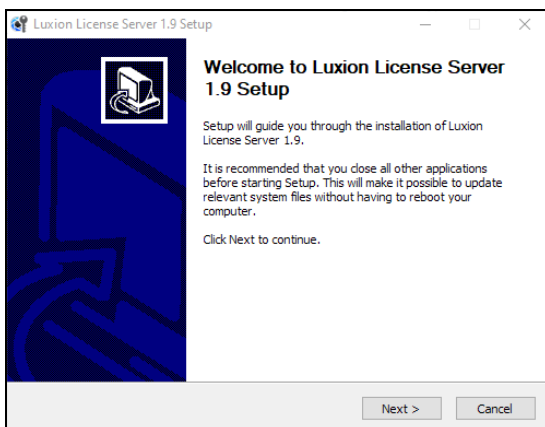 Luxion License Server 1.9 Setup
Welcome to Luxion License Server
1.9 Setup
Setup will guide you through the installation of Luxion
License Server 1.9.
It is recommended that you close all other applications
before starting Setup. This will make it possible to update
relevant system files without having to reboot your
computer.
Click Next to continue.
Next >
Cancel